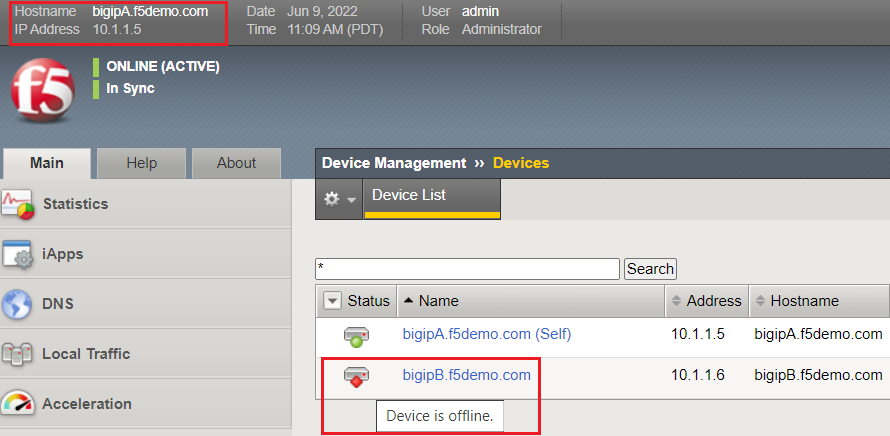 Hostname bigipA.f5demo.com Date Jun 9, 2022 User admin
IP Address 10.1.1.5 Time 11:09 AM (PDT) Role Administrator
f5
ONLINE (ACTIVE)
In Sync
Main Help About
Device Management ›› Devices
Device List
Statistics
iApps
DNS
Local Traffic
Acceleration
* Search
Status Name Address Hostname
bigipA.f5demo.com (Self) 10.1.1.5 bigipA.f5demo.com
bigipB.f5demo.com 10.1.1.6 bigipB.f5demo.com
Device is offline.